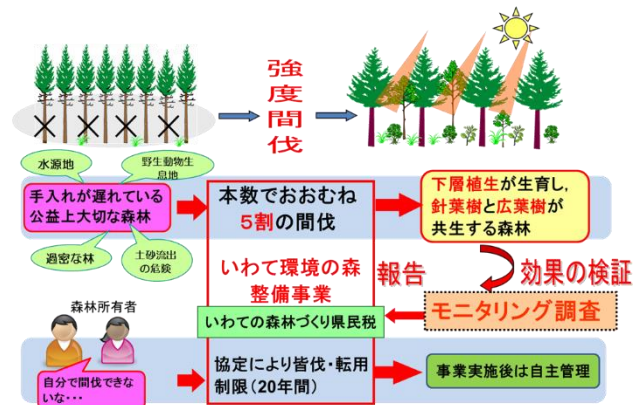 強
度
間
伐
水源地
野生動物生
息地
手入れが遅れている
公益上大切な森林
過密な林
土砂流出
の危険
本数でおおむね
5割の間伐
下層植生が生育し,
針葉樹と広葉樹が
共生する森林
いわて環境の森
整備事業
報告
効果の検証
モニタリング調査
いわての森林づくり県民税
森林所有者
自分で間伐できな
いな・・・
協定により皆伐・転用
制限(20年間)
事業実施後は自主管理